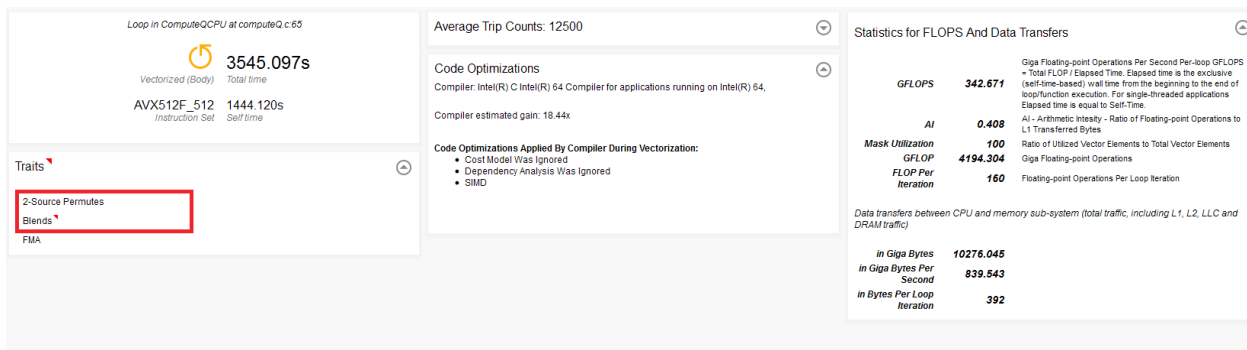 Loop in ComputeQCPU at computeQ.c:65
3545.097s
Vectorized (Body) Total time
AVX512F_512 1444.120s
Instruction Set Self time
Traits
2-Source Permutes
Blends
FMA
Average Trip Counts: 12500
Code Optimizations
Compiler: Intel(R) C Intel(R) 64 Compiler for applications running on Intel(R) 64,
Compiler estimated gain: 18.44x
Code Optimizations Applied By Compiler During Vectorization:
• Cost Model Was Ignored
• Dependency Analysis Was Ignored
• SIMD
Statistics for FLOPS And Data Transfers
GFLOPS 342.671
Giga Floating-point Operations Per Second Per-loop GFLOPS
= Total FLOP / Elapsed Time. Elapsed time is the exclusive
(self-time-based) wall time from the beginning to the end of
loop/function execution. For single-threaded applications
Elapsed time is equal to Self-Time.
AI 0.408
AI - Arithmetic Intesity - Ratio of Floating-point Operations to
L1 Transferred Bytes
Mask Utilization 100 Ratio of Utilized Vector Elements to Total Vector Elements
GFLOP 4194.304 Giga Floating-point Operations
FLOP Per
Iteration 160 Floating-point Operations Per Loop Iteration
Data transfers between CPU and memory sub-system (total traffic, including L1, L2, LLC and
DRAM traffic)
in Giga Bytes 10276.045
in Giga Bytes Per
Second 839.543
in Bytes Per Loop
Iteration 392